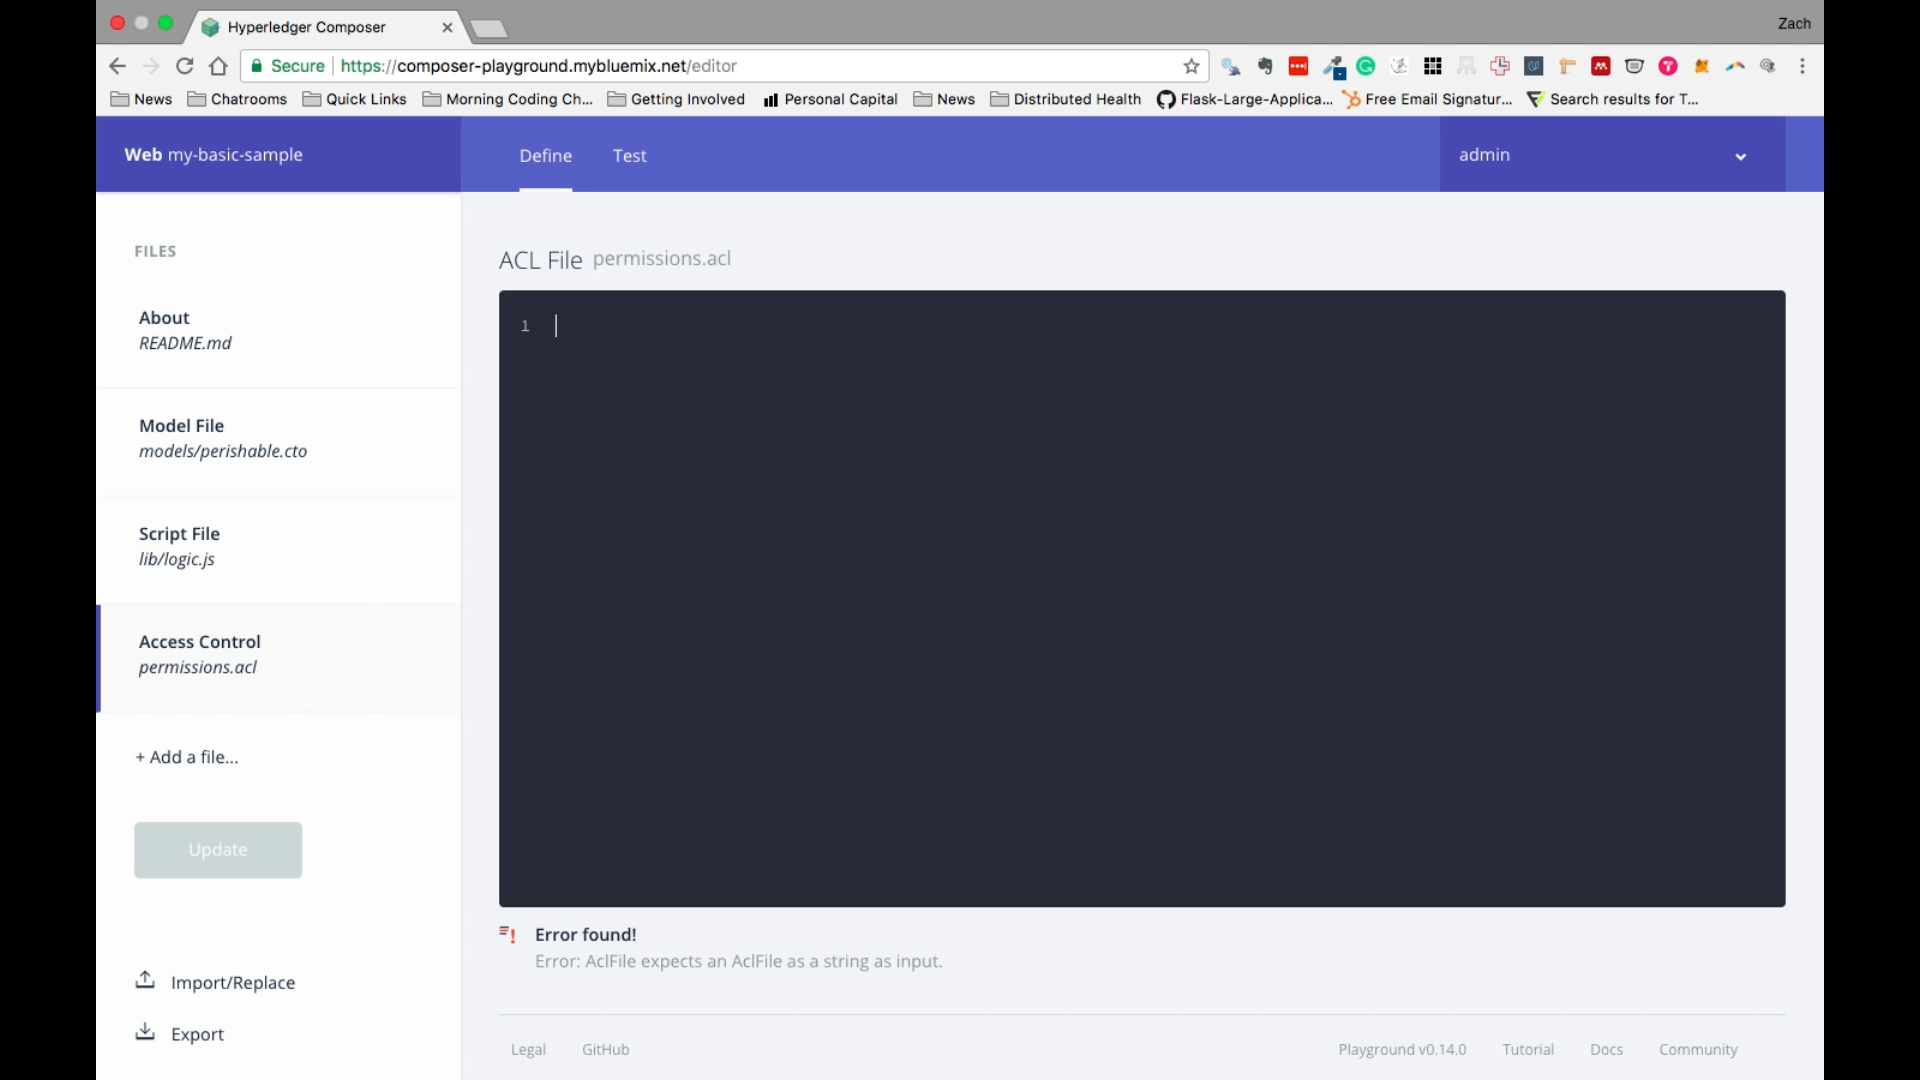 Hyperledger Composer
Zach
Secure https://composer-playground.mybluemix.net/editor
News Chatrooms Quick Links Morning Coding Ch... Getting Involved Personal Capital News Distributed Health Flask-Large-Applica... Free Email Signatur... Search results for T...
Web my-basic-sample Define Test admin
FILES
ACL File permissions.acl
About
README.md
1
Model File
models/perishable.cto
Script File
lib/logic.js
Access Control
permissions.acl
+ Add a file...
Update
Error found!
Error: AclFile expects an AclFile as a string as input.
Import/Replace
Export
Legal GitHub Playground v0.14.0 Tutorial Docs Community